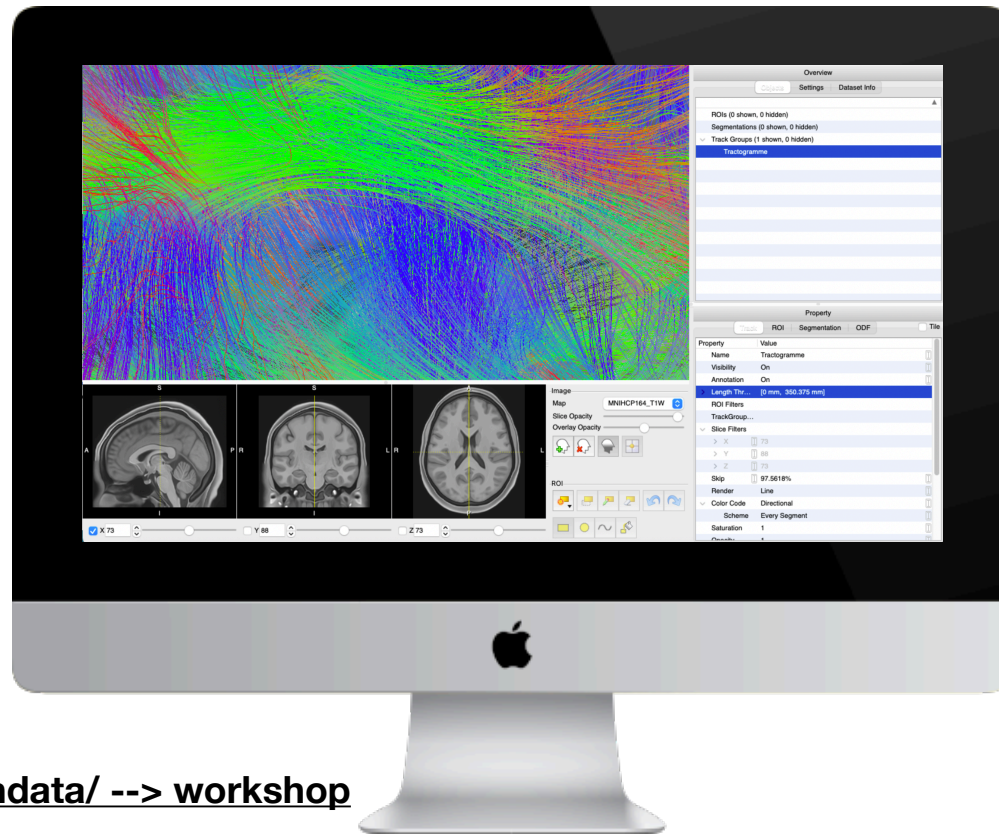 Overview
Objects Settings Dataset Info
ROIs (0 shown, 0 hidden)
Segmentations (0 shown, 0 hidden)
Track Groups (1 shown, 0 hidden)
Tractogramme
Property
Track ROI Segmentation ODF Tile
Property Value
Name Tractogramme
Visibility On
Annotation On
Length Thr... [0 mm, 350.375 mm]
ROI Filters
TrackGroup...
Slice Filters
X 73
Y 88
Z 73
Skip 97.5618%
Render Line
Color Code Directional
Scheme Every Segment
Saturation 1
Opacity 1
S S A
A P R L R L
I I P
X 73 Y 88 Z 73
Image
Map MNIHCP164_T1W
Slice Opacity
Overlay Opacity
ROI
ndata/ --> workshop